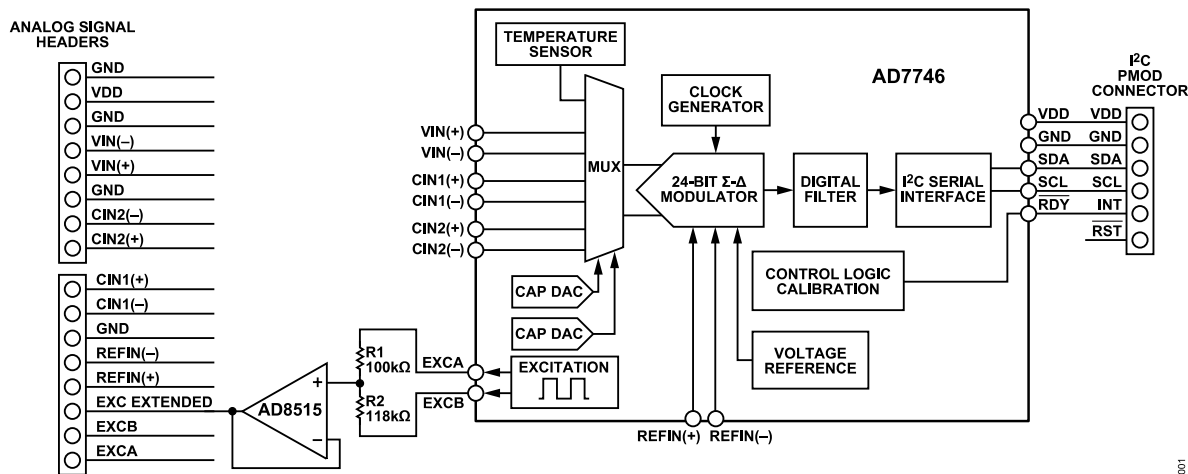 ANALOG SIGNAL
HEADERS
GND
VDD
GND
VIN(–)
VIN(+)
GND
CIN2(–)
CIN2(+)
CIN1(+)
CIN1(–)
GND
REFIN(–)
REFIN(+)
EXC EXTENDED
EXCB
EXCA
AD8515
+
–
R1
100kΩ
R2
118kΩ
EXCA
EXCB
VIN(+)
VIN(–)
CIN1(+)
CIN1(–)
CIN2(+)
CIN2(–)
TEMPERATURE
SENSOR
MUX
CAP DAC
CAP DAC
EXCITATION
CLOCK
GENERATOR
24-BIT Σ-Δ
MODULATOR
DIGITAL
FILTER
I2C SERIAL
INTERFACE
AD7746
CONTROL LOGIC
CALIBRATION
VOLTAGE
REFERENCE
REFIN(+) REFIN(–)
I2C
PMOD
CONNECTOR
VDD VDD
GND GND
SDA SDA
SCL SCL
RDY INT
RST
001